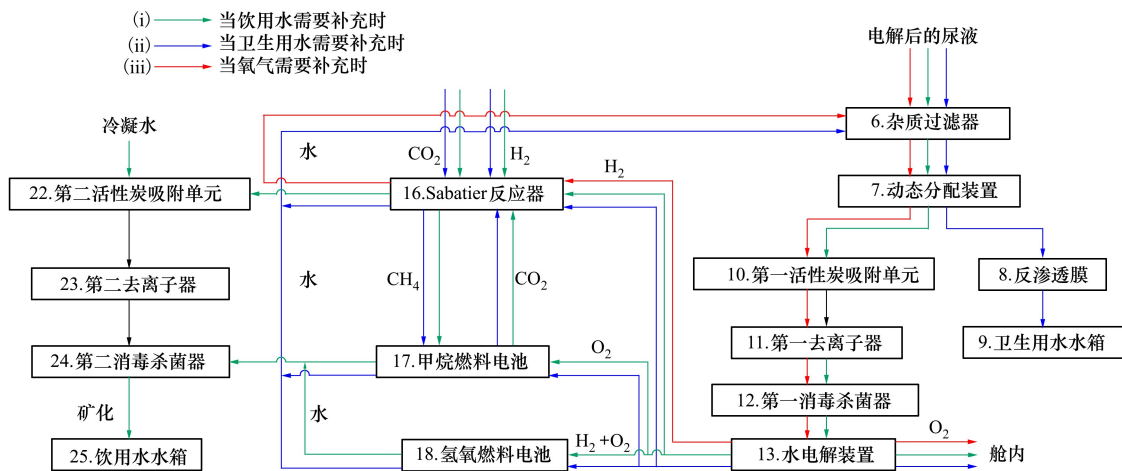 (i) 当饮用水需要补充时
(ii) 当卫生用水需要补充时
(iii) 当氧气需要补充时
电解后的尿液
冷凝水
水
CO₂
H₂
6.杂质过滤器
H₂
22.第二活性炭吸附单元
16.Sabatier反应器
7.动态分配装置
水
23.第二去离子器
CH₄
CO₂
10.第一活性炭吸附单元
8.反渗透膜
24.第二消毒杀菌器
17.甲烷燃料电池
O₂
11.第一去离子器
9.卫生用水水箱
矿化
水
12.第一消毒杀菌器
25.饮用水水箱
18.氢氧燃料电池
H₂+O₂
13.水电解装置
O₂
舱内